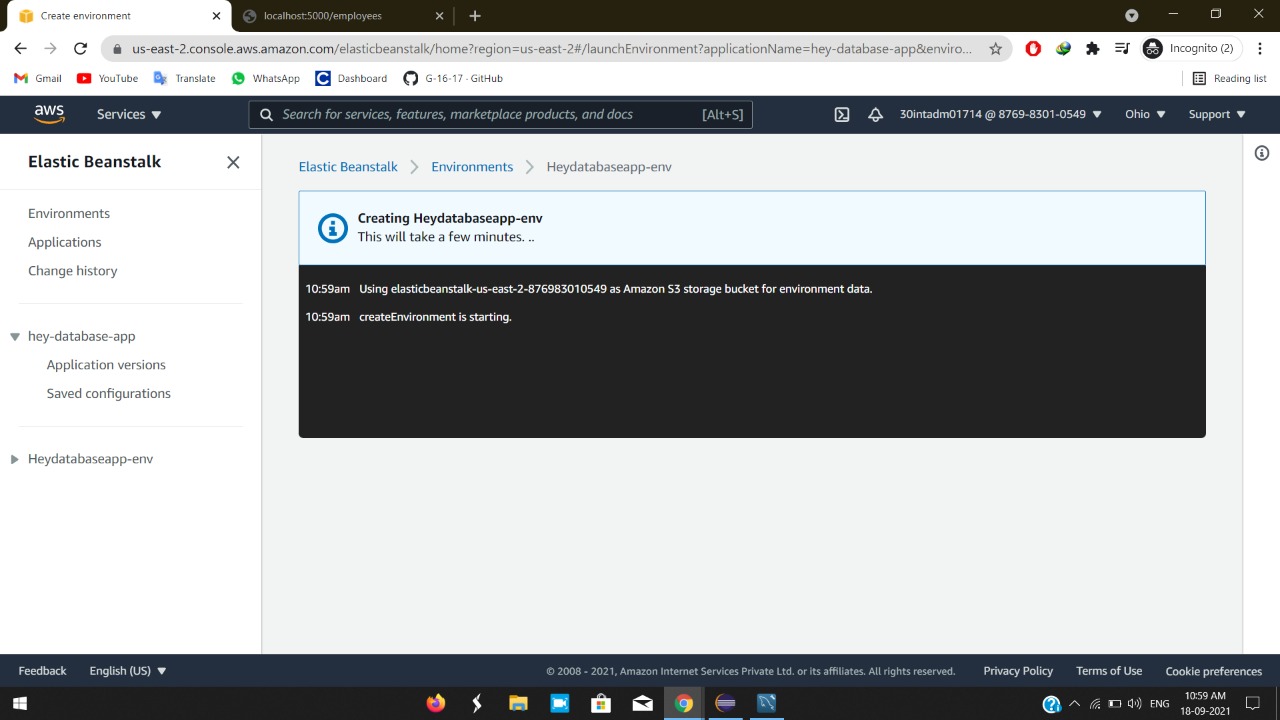 Create environment
localhost:5000/employees
us-east-2.console.aws.amazon.com/elasticbeanstalk/home?region=us-east-2#/launchEnvironment?applicationName=hey-database-app&enviro...
Incognito (2)
Gmail YouTube Translate WhatsApp Dashboard G-16-17 - GitHub Reading list
aws Services Search for services, features, marketplace products, and docs [Alt+S] 30intadm01714 @ 8769-8301-0549 Ohio Support
Elastic Beanstalk
Environments
Applications
Change history
hey-database-app
Application versions
Saved configurations
Heydatabaseapp-env
Elastic Beanstalk Environments Heydatabaseapp-env
Creating Heydatabaseapp-env
This will take a few minutes. ..
10:59am Using elasticbeanstalk-us-east-2-876983010549 as Amazon S3 storage bucket for environment data.
10:59am createEnvironment is starting.
Feedback English (US) © 2008 - 2021, Amazon Internet Services Private Ltd. or its affiliates. All rights reserved. Privacy Policy Terms of Use Cookie preferences
ENG
10:59 AM
18-09-2021